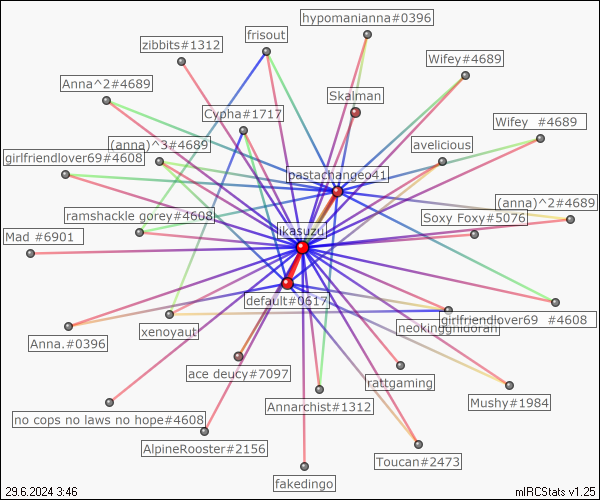 hypomanianna#0396
frisout
zibbits#1312
Wifey#4689
Anna^2#4689
Skalman
Cypha#1717
Wifey  #4689
(anna)^3#4689
avelicious
girlfriendlover69#4608
pastachangeo41
(anna)^2#4689
ramshackle gorey#4608
Soxy Foxy#5076
likasuzu
Mad #6901
default#0617
girlfriendlover69  #4608
neokingghidorah
xenoyaut
Anna.#0396
ace deucy#7097
rattgaming
Mushy#1984
Annarchist#1312
no cops no laws no hope#4608
AlpineRooster#2156
Toucan#2473
fakedingo
29.6.2024 3:46
mIRCStats v1.25